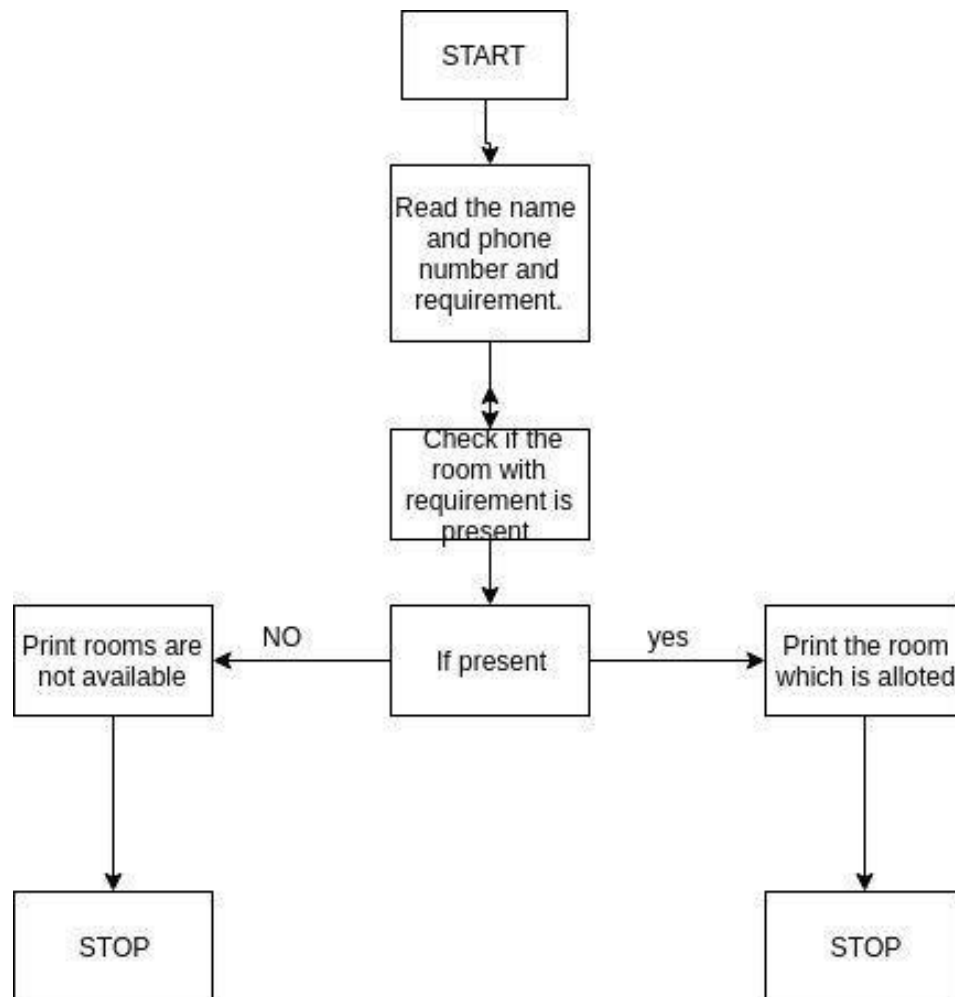 START
Read the name
and phone
number and
requirement.
Check if the
room with
requirement is
present
NO
yes
Print rooms are
not available
If present
Print the room
which is alloted
STOP
STOP